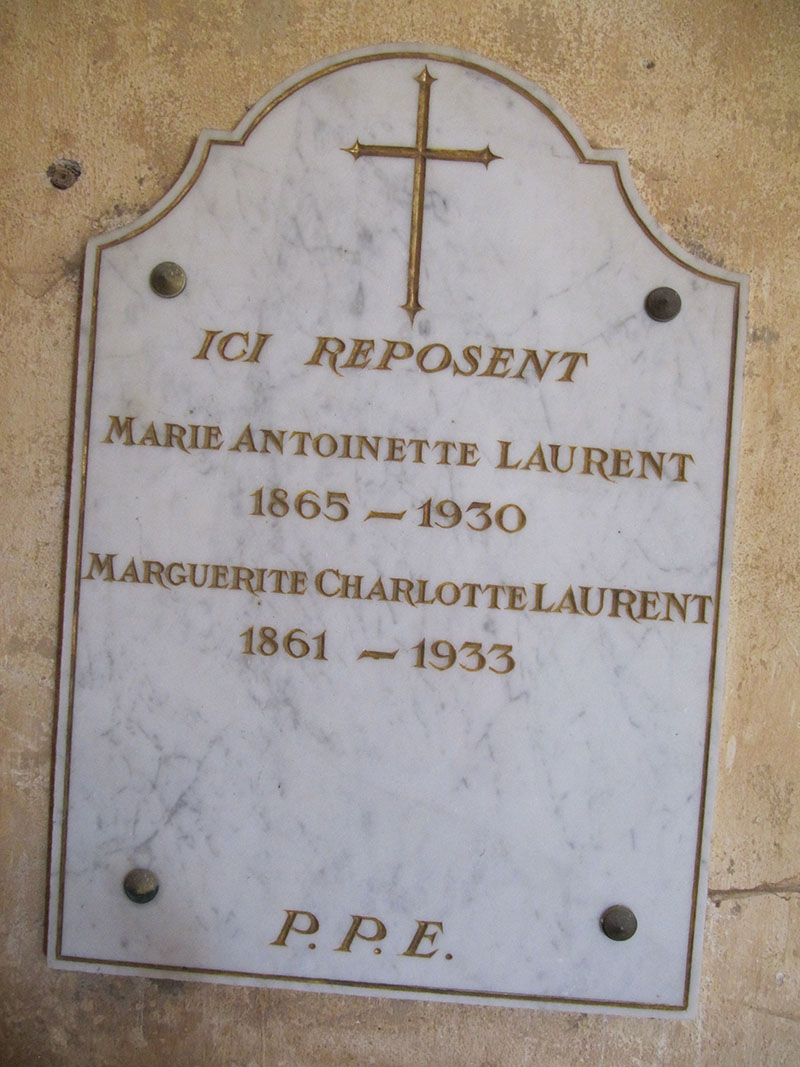 ICI REPOSENT
MARIE ANTOINETTE LAURENT
1865 – 1930
MARGUERITE CHARLOTTE LAURENT
1861 – 1933
P. P. E.